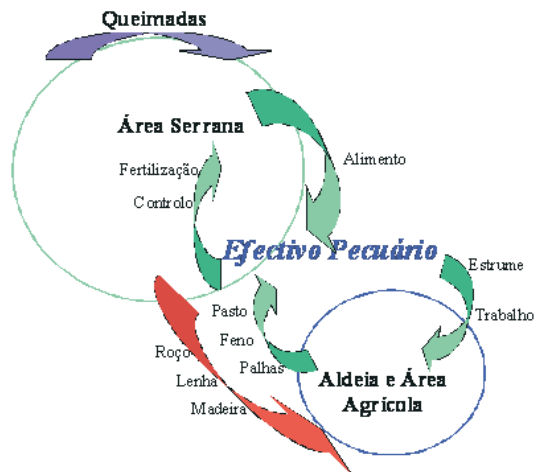 Queimadas
Área Serrana
Alimento
Fertilização
Controlo
Efectivo Pecuário
Estrume
Trabalho
Pasto
Feno
Palhas
Roço
Lenha
Madeira
Aldeia e Área
Agrícola